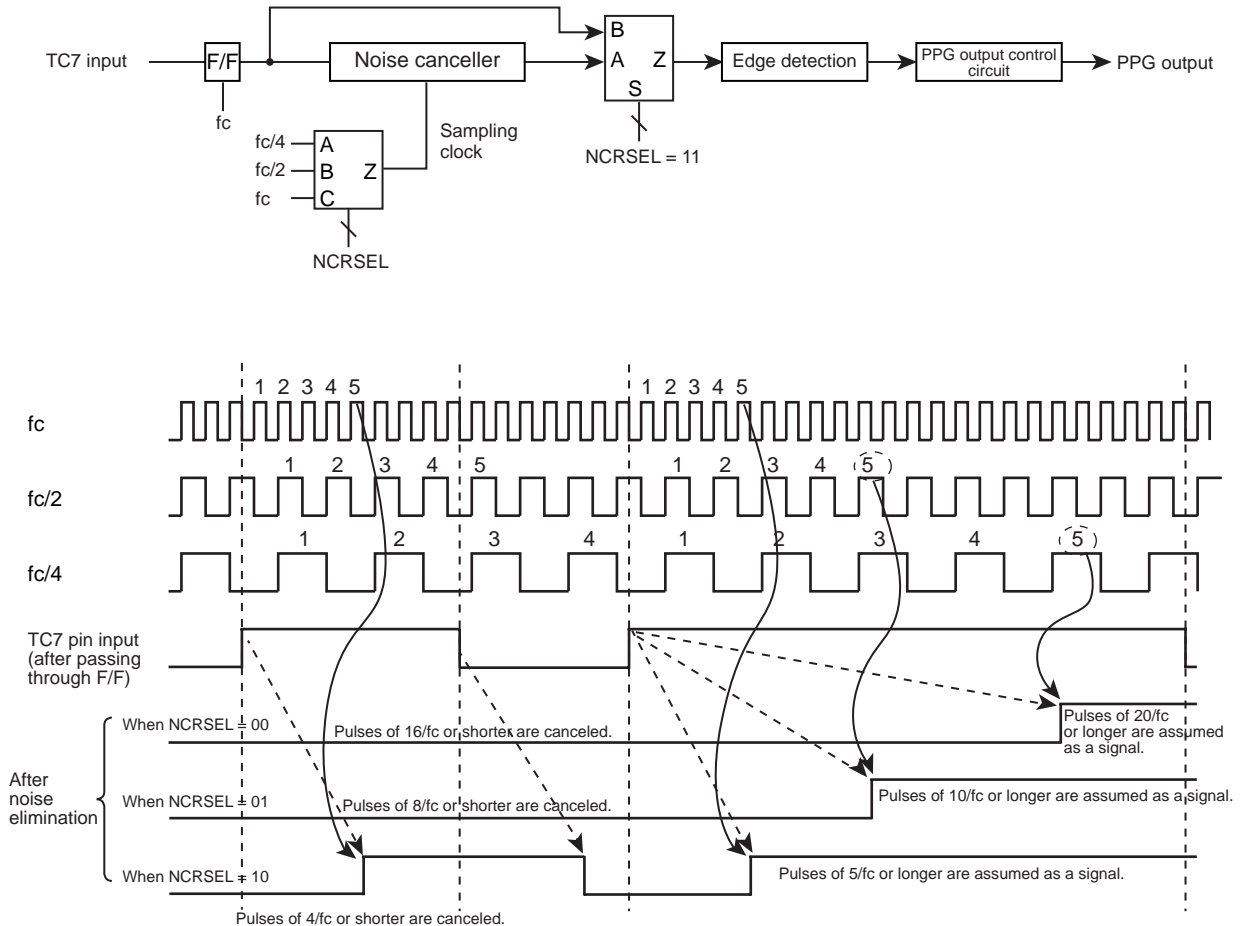 TC7 input
F/F
fc
Noise canceller
Sampling
clock
fc/4
fc/2
fc
A
B
C
Z
NCRSEL
B
A
Z
S
NCRSEL = 11
Edge detection
PPG output control
circuit
PPG output
1 2 3 4 5 1 2 3 4 5
fc
1 2 3 4 5 1 2 3 4 5
fc/2
1 2 3 4 1 2 3 4 5
fc/4
TC7 pin input
(after passing
through F/F)
After
noise
elimination
When NCRSEL = 00
Pulses of 16/fc or shorter are canceled.
Pulses of 20/fc
or longer are assumed
as a signal.
When NCRSEL = 01
Pulses of 8/fc or shorter are canceled.
Pulses of 10/fc or longer are assumed as a signal.
When NCRSEL = 10
Pulses of 5/fc or longer are assumed as a signal.
Pulses of 4/fc or shorter are canceled.